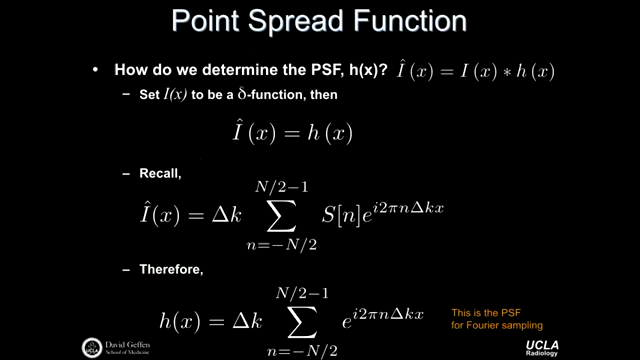 Point Spread Function
• How do we determine the PSF, h(x)? Î(x) = I(x) ∗ h(x)
– Set I(x) to be a δ-function, then
Î(x) = h(x)
– Recall,
Î(x) = Δk ∑_{n=−N/2}^{N/2−1} S[n]e^{i2πnΔkx}
– Therefore,
h(x) = Δk ∑_{n=−N/2}^{N/2−1} e^{i2πnΔkx}
This is the PSF
for Fourier sampling
UCLA
David Geffen
School of Medicine
UCLA
Radiology